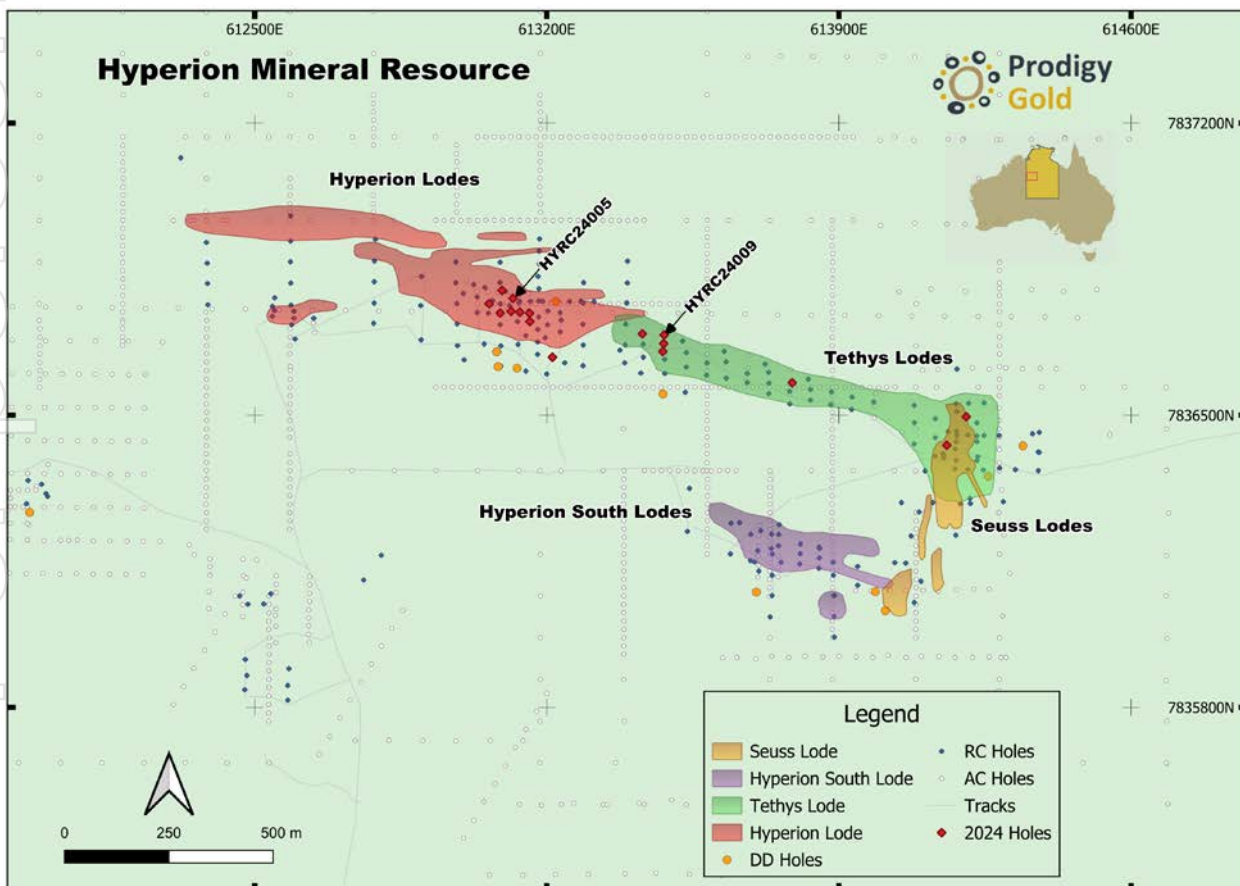 612500E
613200E
613900E
614600E
Hyperion Mineral Resource
Prodigy
Gold
7837200N
Hyperion Lodes
HYRC24005
HYRC24009
Tethys Lodes
7836500N
Hyperion South Lodes
Seuss Lodes
7835800N
Legend
Seuss Lode
Hyperion South Lode
Tethys Lode
Hyperion Lode
DD Holes
RC Holes
AC Holes
Tracks
2024 Holes
0 250 500 m